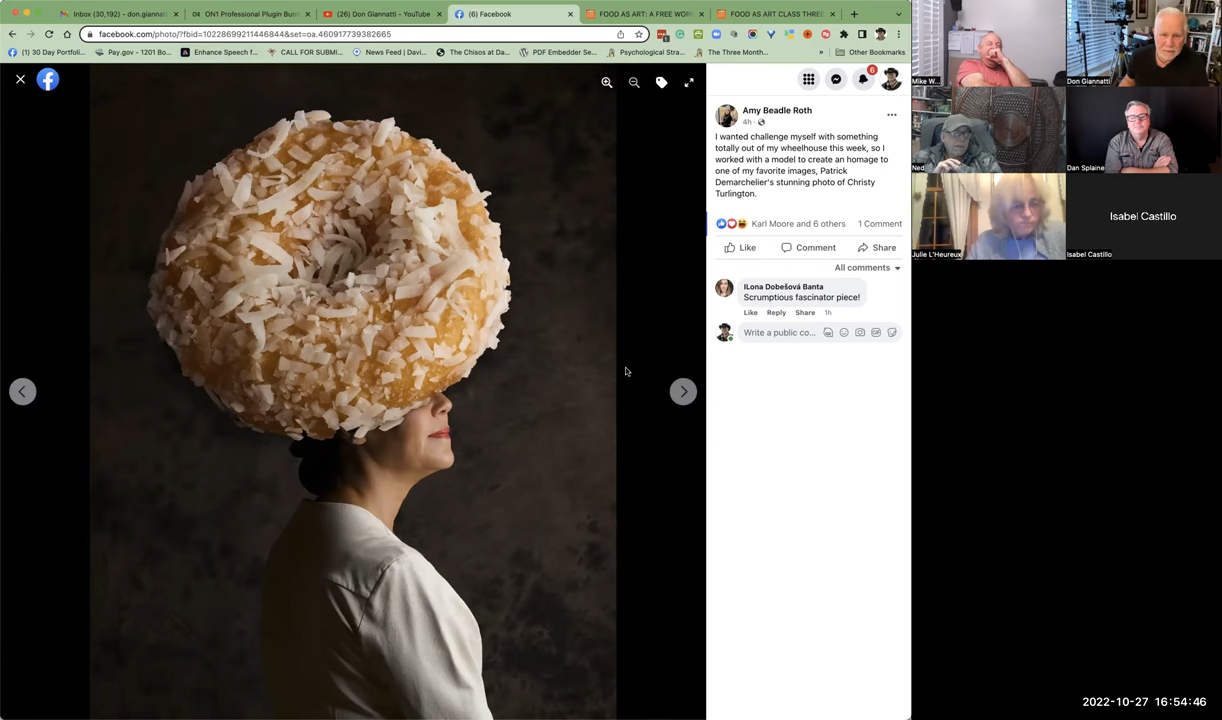 Inbox (30,192) - don.giannat
ON1 Professional Plugin Bun
(26) Don Giannatti - YouTube
(6) Facebook
FOOD AS ART: A FREE WOR
FOOD AS ART CLASS THREE
facebook.com/photo/?fbid=10228699211446844&set=oa.460917739382665
(1) 30 Day Portfoli...
Pay.gov - 1201 Bo...
Enhance Speech f...
CALL FOR SUBMI...
News Feed | Davi...
The Chisos at Da...
PDF Embedder Se...
Psychological Stra...
The Three Month...
»
Other Bookmarks
6
Amy Beadle Roth
4h ·
I wanted challenge myself with something
totally out of my wheelhouse this week, so I
worked with a model to create an homage to
one of my favorite images, Patrick
Demarchelier's stunning photo of Christy
Turlington.
Karl Moore and 6 others 1 Comment
Like Comment Share
All comments
ILona Dobešová Banta
Scrumptious fascinator piece!
Like Reply Share 1h
Write a public co...
Mike W...
Don Giannatti
Ned
Dan Splaine
Julie L'Heureux
Isabel Castillo
Isabel Castillo
2022-10-27 16:54:46